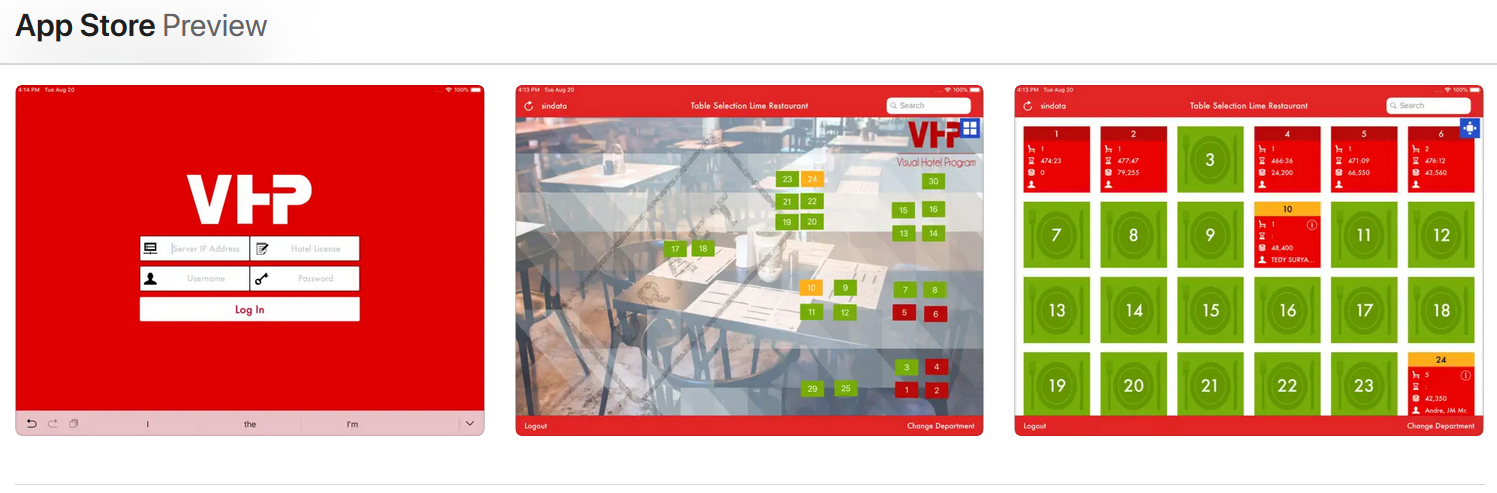 App Store Preview
4:14 PM Tue Aug 20
100%
VHP
Server IP Address
Hotel License
Username
Password
Log In
I
the
I'm
4:13 PM Tue Aug 20
100%
sindata
Table Selection Lime Restaurant
Search
VHP
Visual Hotel Program
23 24
30
21 22
15 16
19 20
13 14
17 18
10 9
7 8
11 12
5 6
3 4
29 25
1 2
Logout
Change Department
4:13 PM Tue Aug 20
100%
sindata
Table Selection Lime Restaurant
Search
1
1
474:23
0
2
1
477:47
79,255
3
4
1
466:36
24,200
5
1
471:09
66,550
6
2
476:12
43,560
7
8
9
10
1
:
48,400
TEDY SURYA...
11
12
13
14
15
16
17
18
19
20
21
22
23
24
5
:
42,350
Andre, JM Mr.
Logout
Change Department